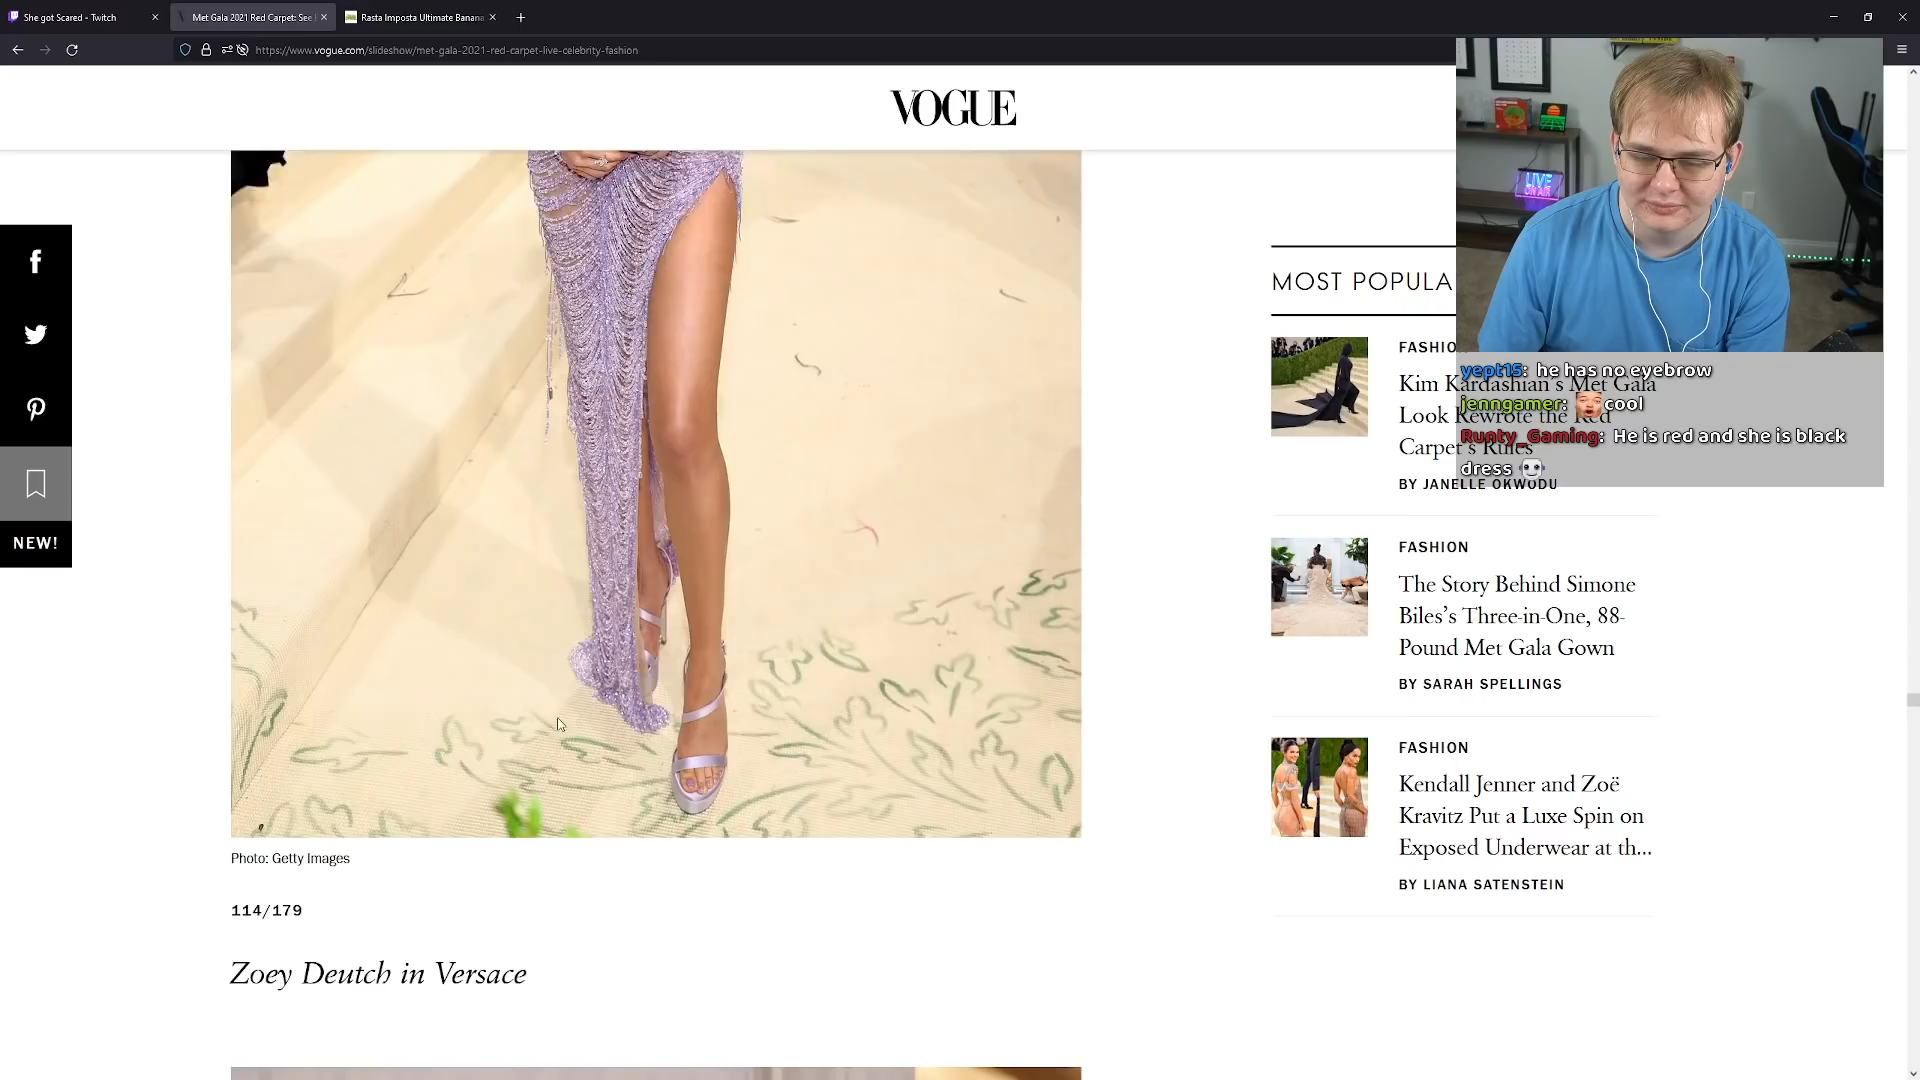 She got Scared - Twitch
Met Gala 2021 Red Carpet: See
Rasta Imposta Ultimate Banana
https://www.vogue.com/slideshow/met-gala-2021-red-carpet-live-celebrity-fashion
VOGUE
LIVE
ON AIR
NEW!
Photo: Getty Images
114/179
Zoey Deutch in Versace
MOST POPULA
FASHIO
Kim Kardashian's Met Gala
Look Rewrote the Red
Carpet's Rules
BY JANELLE OKWODU
yept15: he has no eyebrow
jenngamer: cool
Runty_Gaming: He is red and she is black
dress
FASHION
The Story Behind Simone
Biles's Three-in-One, 88-
Pound Met Gala Gown
BY SARAH SPELLINGS
FASHION
Kendall Jenner and Zoë
Kravitz Put a Luxe Spin on
Exposed Underwear at th...
BY LIANA SATENSTEIN